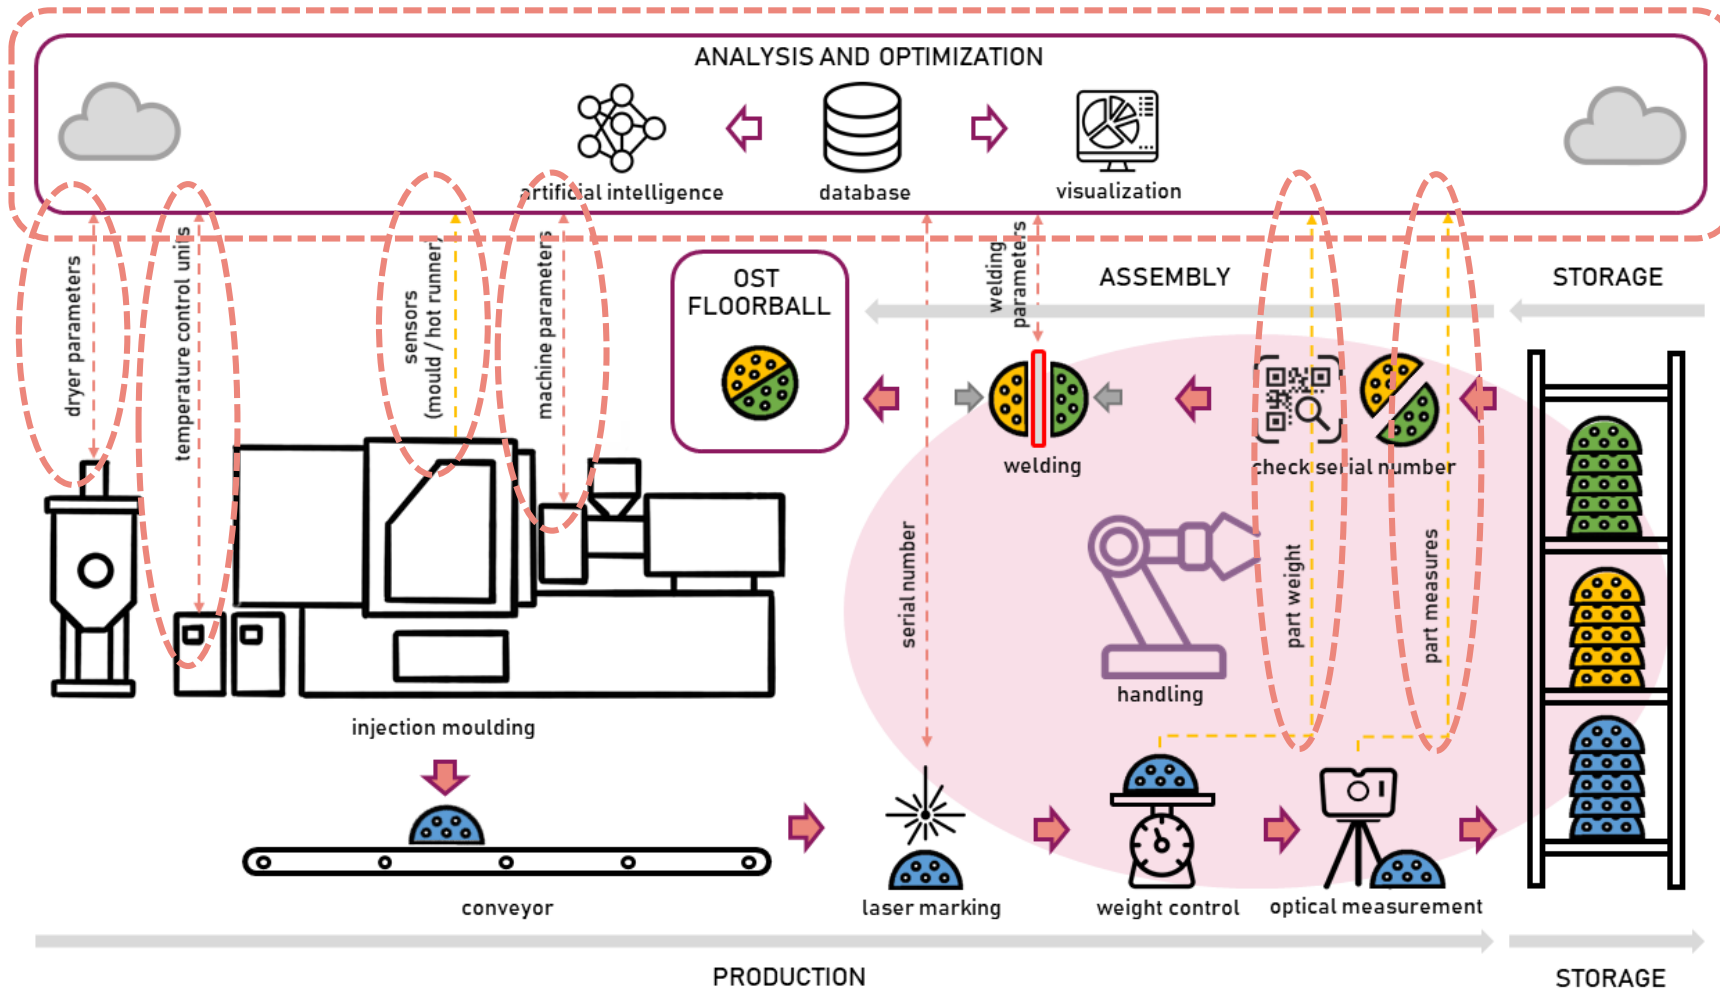 ANALYSIS AND OPTIMIZATION
artificial intelligence
database
visualization
dryer parameters
temperature control units
sensors
(mould / hot runner)
machine parameters
OST
FLOORBALL
serial number
welding
parameters
ASSEMBLY
STORAGE
welding
check serial number
part weight
part measures
handling
injection moulding
conveyor
laser marking
weight control
optical measurement
PRODUCTION
STORAGE